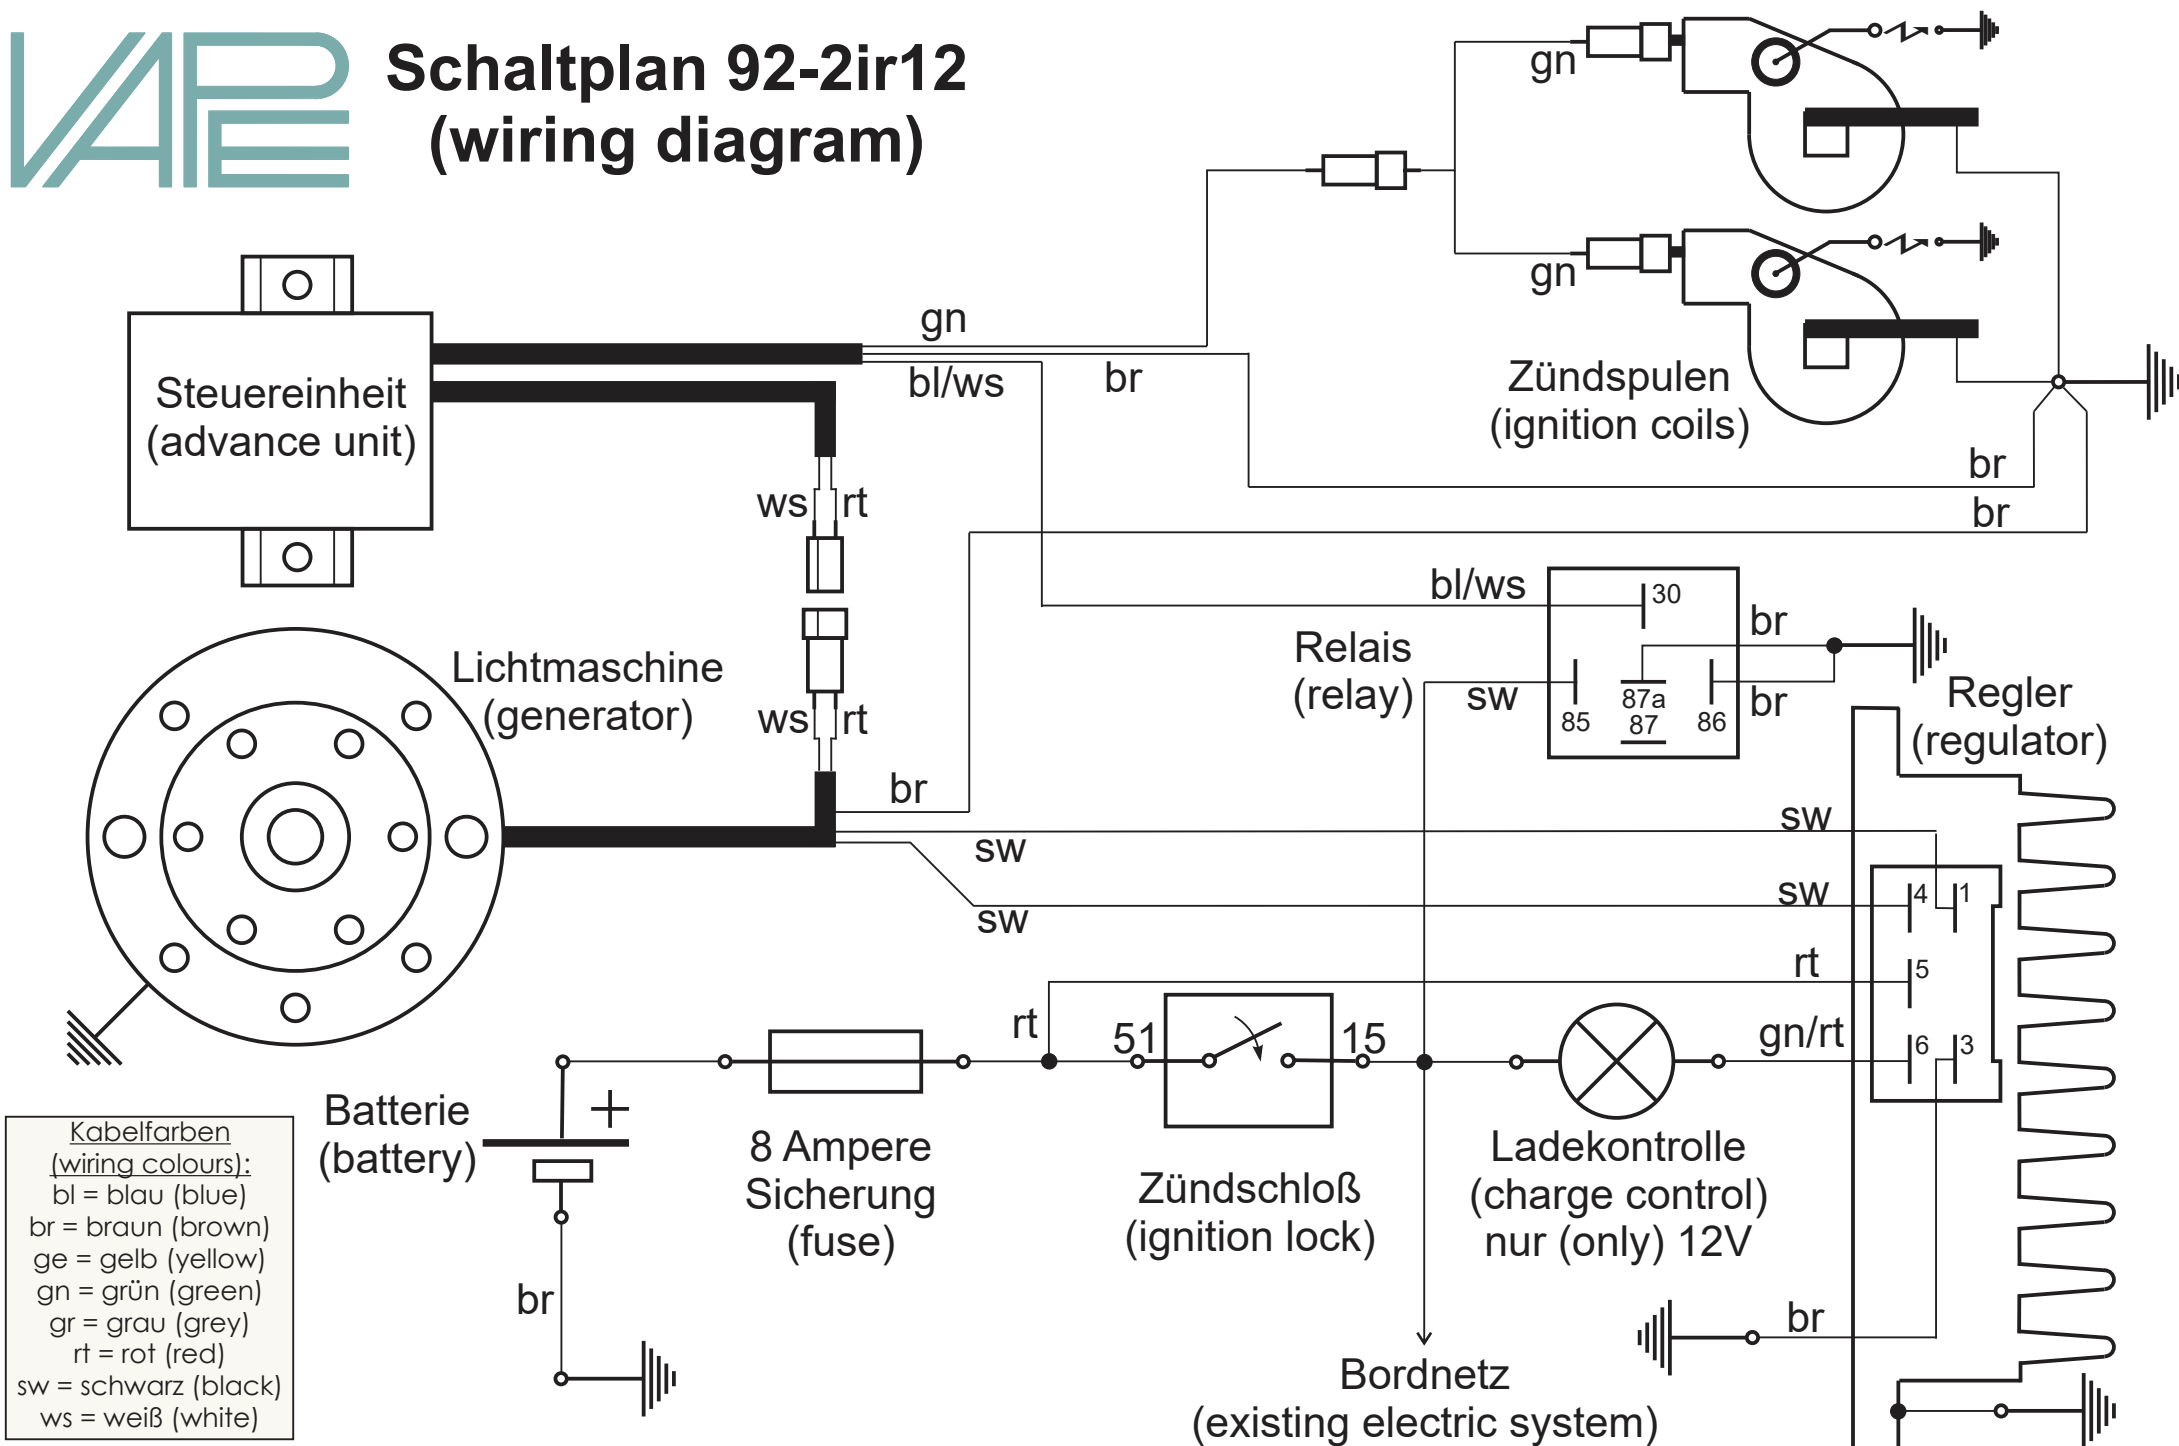 VAPE
Schaltplan 92-2ir12
(wiring diagram)
gn
gn
gn
bl/ws
br
Steuereinheit
(advance unit)
Zündspulen
(ignition coils)
br
br
ws
rt
bl/ws
30
br
Relais
(relay)
sw
85
87a
87
86
br
Lichtmaschine
(generator)
ws
rt
Regler
(regulator)
br
sw
sw
sw
sw
4
1
rt
5
rt
51
15
gn/rt
6
3
Batterie
(battery)
+
8 Ampere
Sicherung
(fuse)
Zündschloß
(ignition lock)
Ladekontrolle
(charge control)
nur (only) 12V
br
br
Bordnetz
(existing electric system)
Kabelfarben
(wiring colours):
bl = blau (blue)
br = braun (brown)
ge = gelb (yellow)
gn = grün (green)
gr = grau (grey)
rt = rot (red)
sw = schwarz (black)
ws = weiß (white)